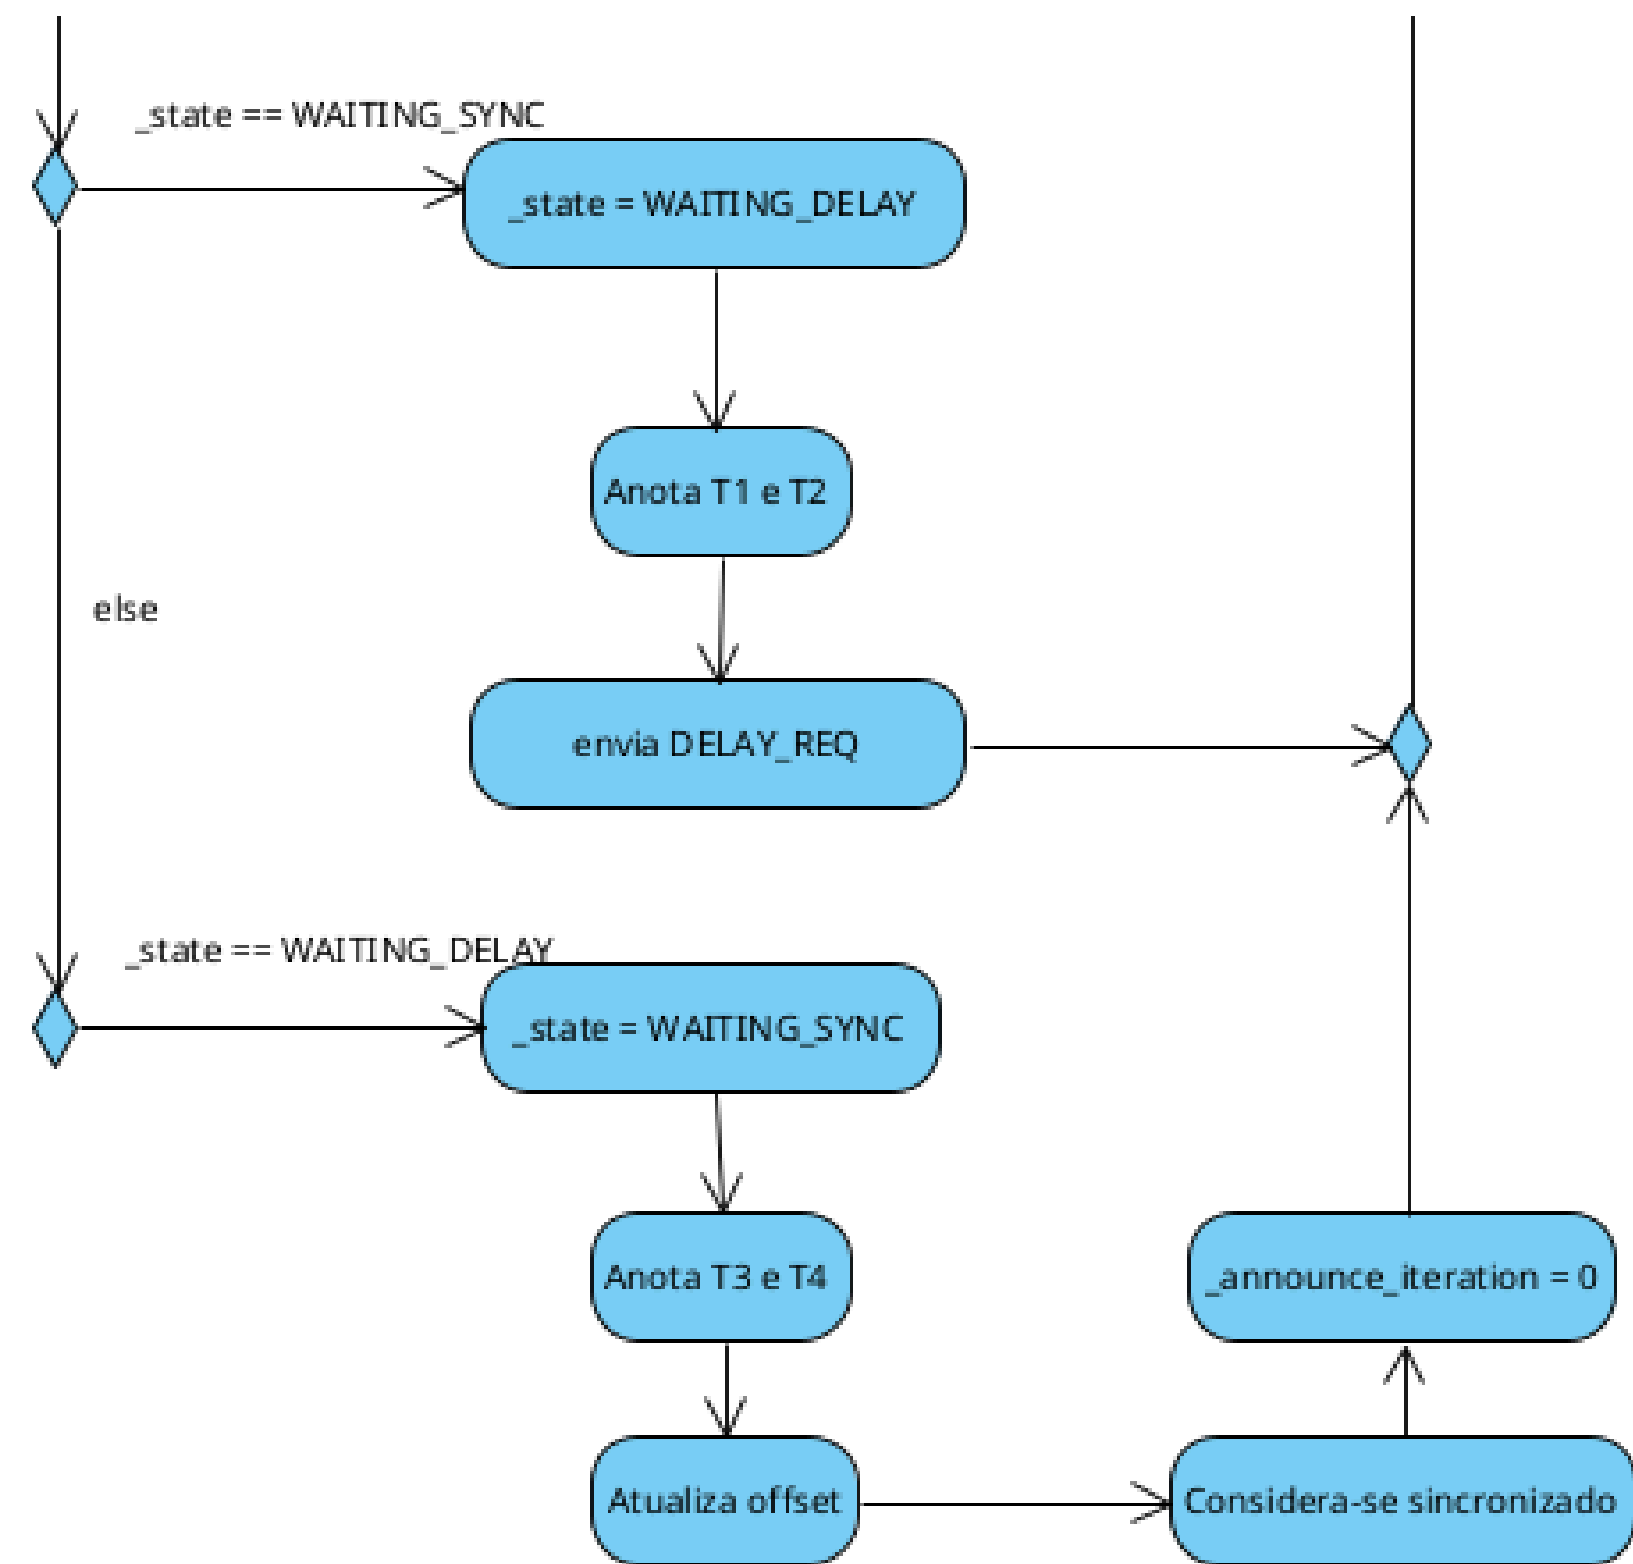 _state == WAITING_SYNC
_state = WAITING_DELAY
Anota T1 e T2
else
envia DELAY_REQ
_state == WAITING_DELAY
_state = WAITING_SYNC
Anota T3 e T4
_announce_iteration = 0
Atualiza offset
Considera-se sincronizado